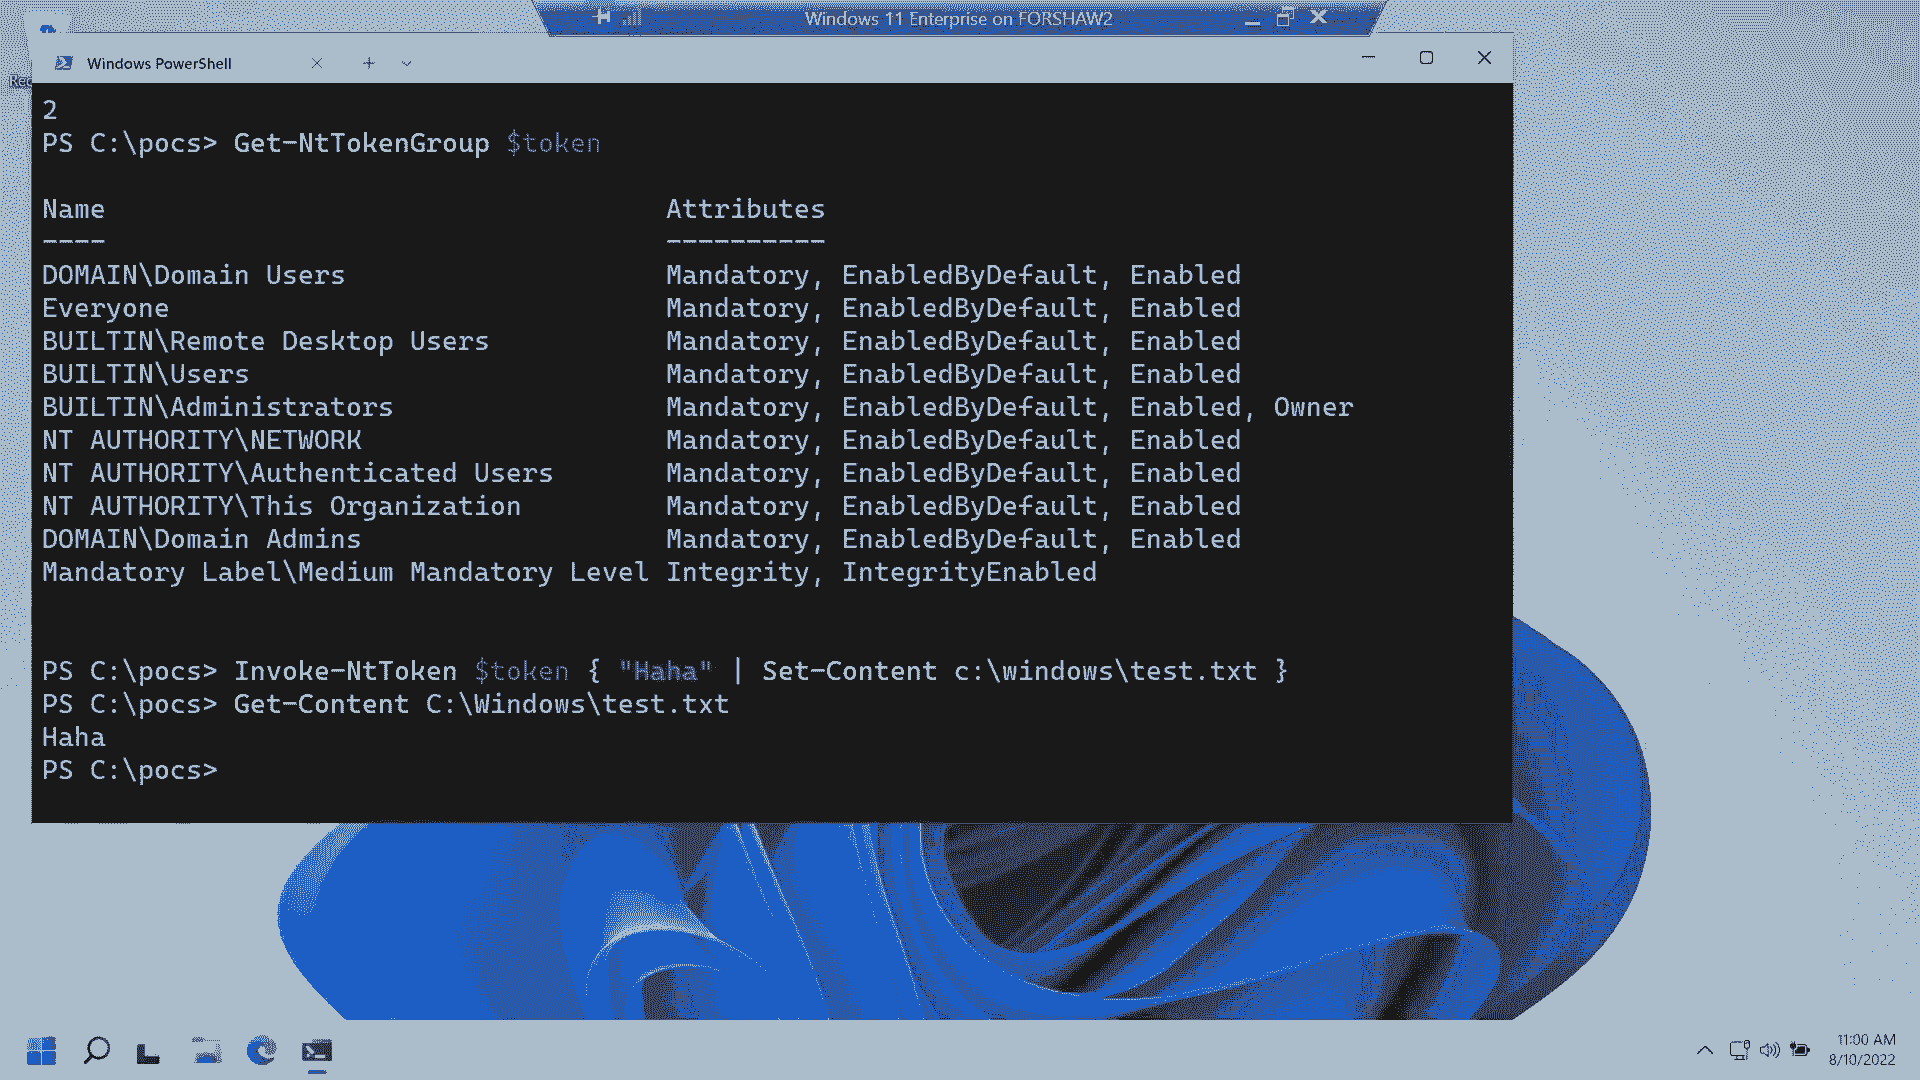 Windows 11 Enterprise on FORSHAW2
Windows PowerShell
2
PS C:\pocs> Get-NtTokenGroup $token
Name Attributes
---- ----------
DOMAIN\Domain Users Mandatory, EnabledByDefault, Enabled
Everyone Mandatory, EnabledByDefault, Enabled
BUILTIN\Remote Desktop Users Mandatory, EnabledByDefault, Enabled
BUILTIN\Users Mandatory, EnabledByDefault, Enabled
BUILTIN\Administrators Mandatory, EnabledByDefault, Enabled, Owner
NT AUTHORITY\NETWORK Mandatory, EnabledByDefault, Enabled
NT AUTHORITY\Authenticated Users Mandatory, EnabledByDefault, Enabled
NT AUTHORITY\This Organization Mandatory, EnabledByDefault, Enabled
DOMAIN\Domain Admins Mandatory, EnabledByDefault, Enabled
Mandatory Label\Medium Mandatory Level Integrity, IntegrityEnabled
PS C:\pocs> Invoke-NtToken $token { "Haha" | Set-Content c:\windows\test.txt }
PS C:\pocs> Get-Content C:\Windows\test.txt
Haha
PS C:\pocs>
11:00 AM
8/10/2022